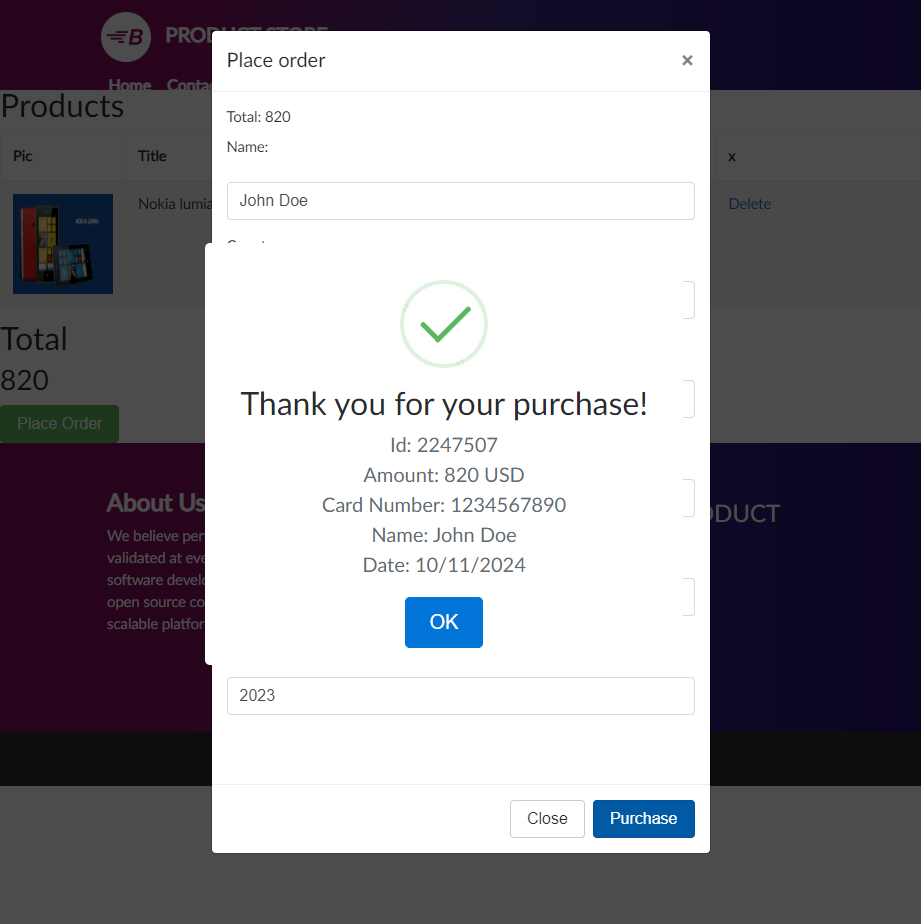 B PRODUCT STORE
Home Conta
Place order ×
Total: 820
Name:
John Doe
Products
Pic Title x
NOKIA LUMIA
Nokia lumia Delete
Total
820
Place Order
Thank you for your purchase!
Id: 2247507
Amount: 820 USD
Card Number: 1234567890
Name: John Doe
Date: 10/11/2024
OK
About Us
We believe per
validated at eve
software develo
open source co
scalable platfor
ODUCT
2023
Close Purchase